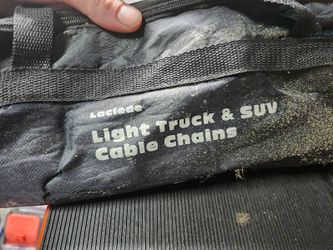 Laclede
Light Truck & SUV
Cable Chains